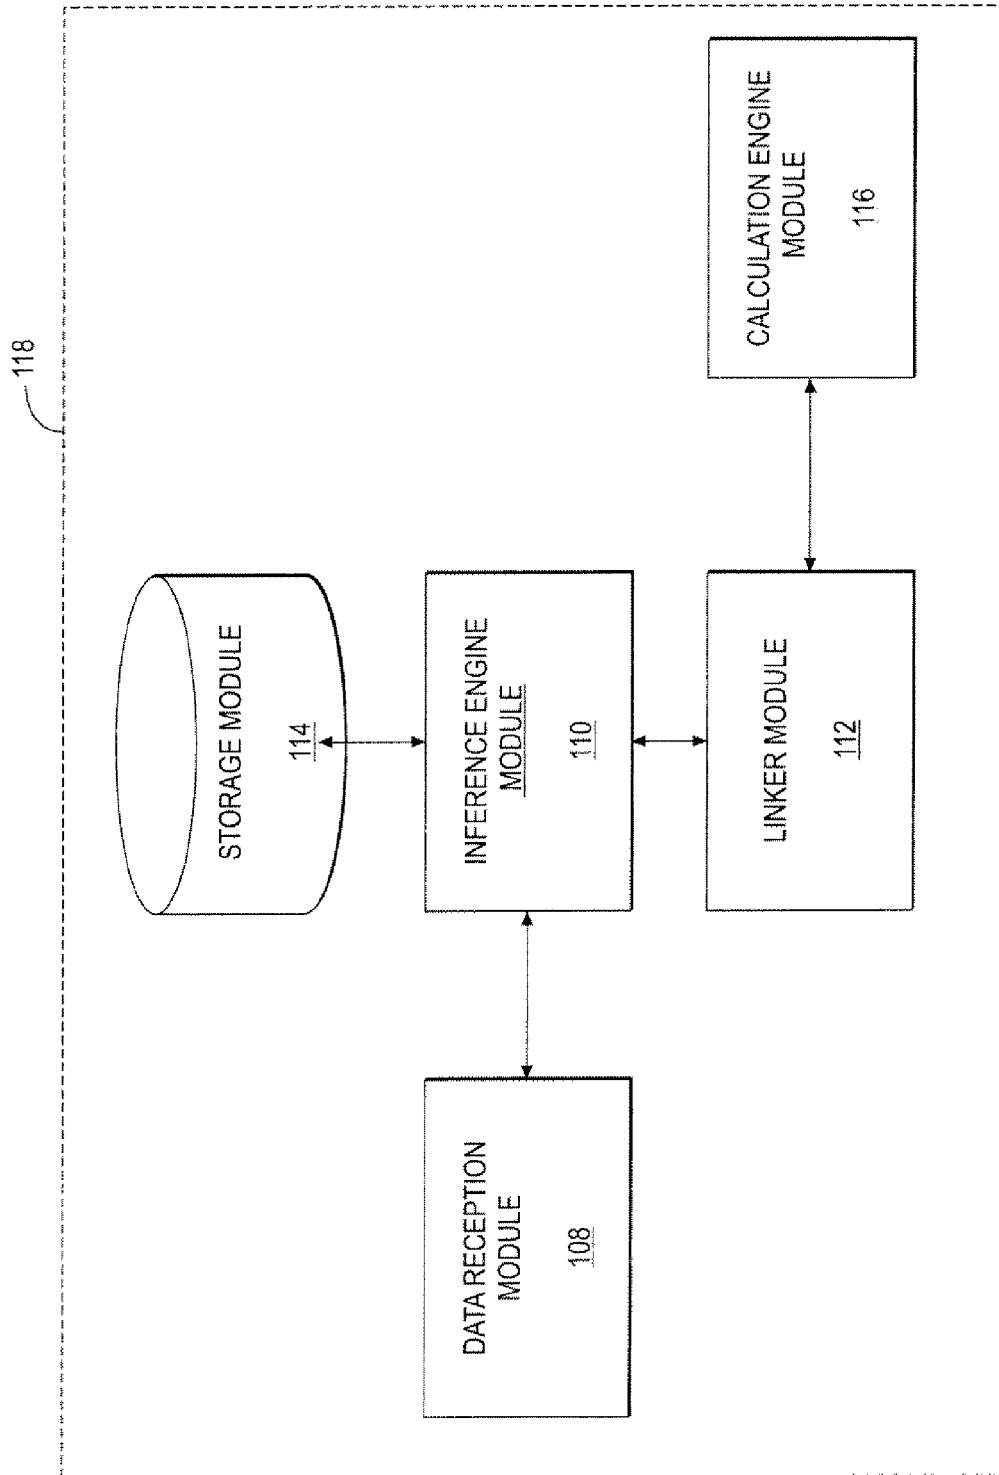 118
STORAGE MODULE
114
DATA RECEPTION
MODULE
108
INFERENCE ENGINE
MODULE
110
LINKER MODULE
112
CALCULATION ENGINE
MODULE
116